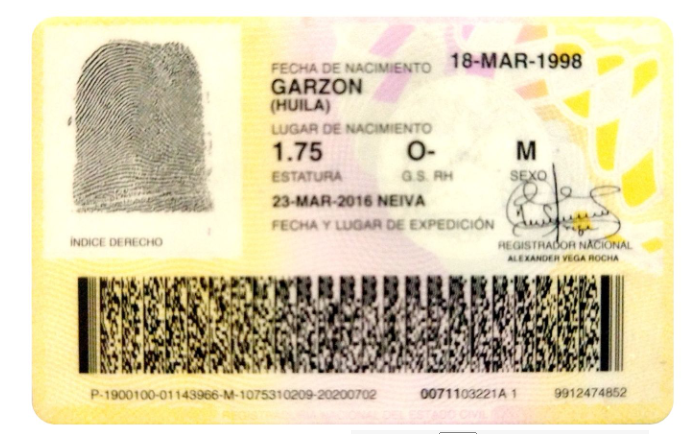 FECHA DE NACIMIENTO 18-MAR-1998
GARZON
(HUILA)
LUGAR DE NACIMIENTO
1.75 O- M
ESTATURA G.S. RH SEXO
23-MAR-2016 NEIVA
FECHA Y LUGAR DE EXPEDICIÓN
ÍNDICE DERECHO
REGISTRADOR NACIONAL
ALEXANDER VEGA ROCHA
P-1900100-01143966-M-1075310209-20200702 0071103221A 1 9912474852